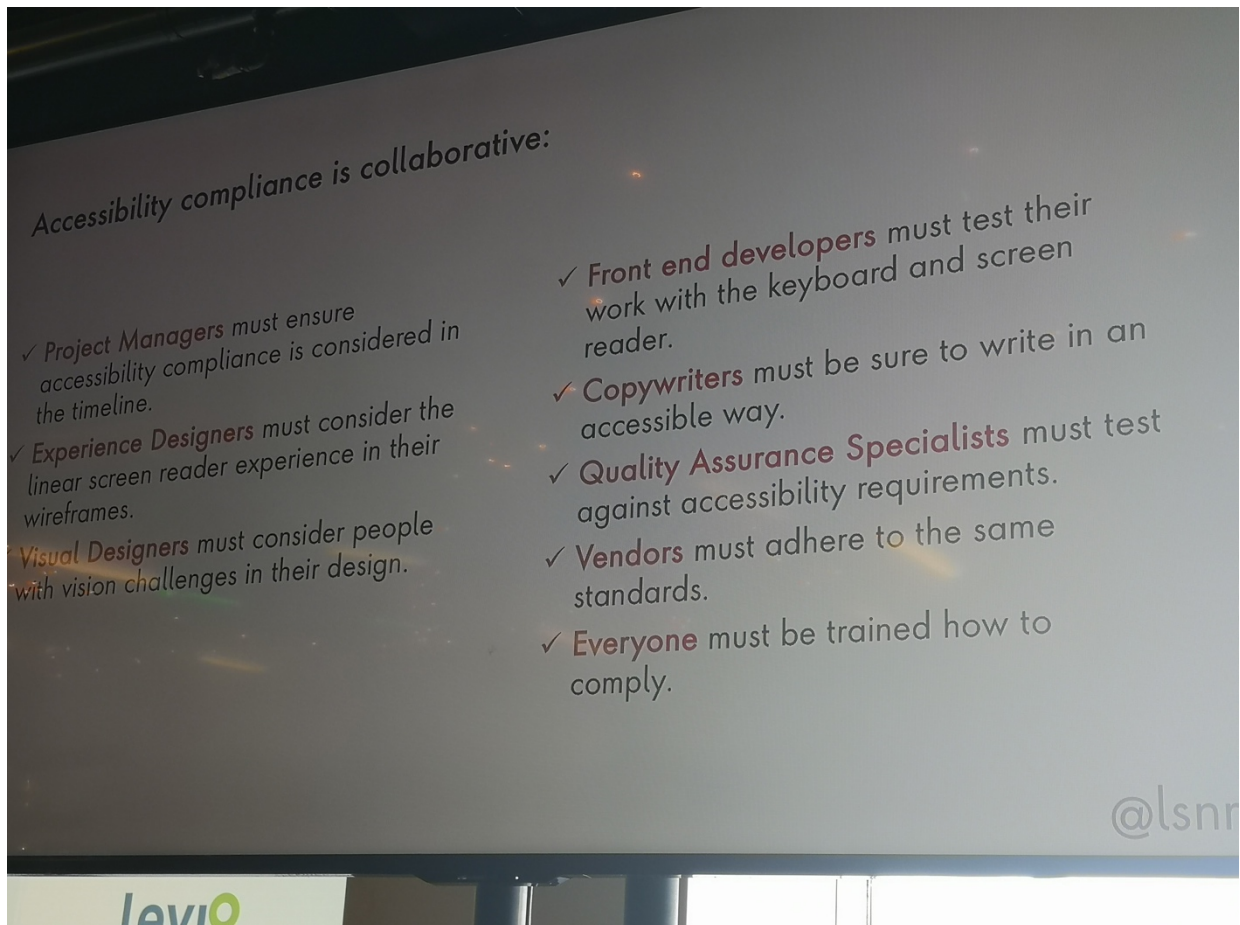 Accessibility compliance is collaborative:
✓ Project Managers must ensure
accessibility compliance is considered in
the timeline.
✓ Experience Designers must consider the
linear screen reader experience in their
wireframes.
✓ Visual Designers must consider people
with vision challenges in their design.
✓ Front end developers must test their
work with the keyboard and screen
reader.
✓ Copywriters must be sure to write in an
accessible way.
✓ Quality Assurance Specialists must test
against accessibility requirements.
✓ Vendors must adhere to the same
standards.
✓ Everyone must be trained how to
comply.
levio